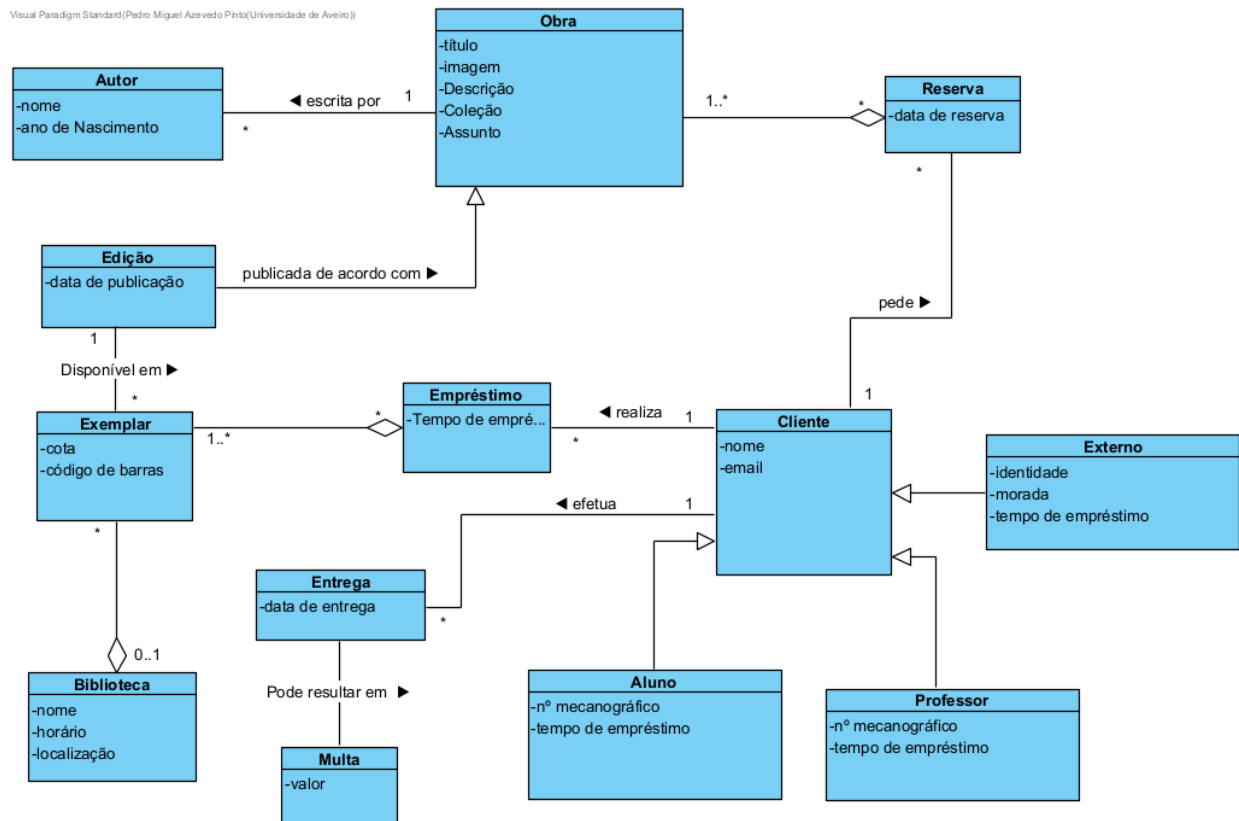 Visual Paradigm Standard(Pedro Miguel Azevedo Pinto(Universidade de Aveiro))
Obra
-título
-imagem
-Descrição
-Coleção
-Assunto
Autor
-nome
-ano de Nascimento
◀ escrita por
1
*
1..*
*
Reserva
-data de reserva
*
Edição
-data de publicação
publicada de acordo com ▶
pede ▶
1
Disponível em ▶
*
1
Exemplar
-cota
-código de barras
1..*
*
Empréstimo
-Tempo de empré...
◀ realiza
1
*
Cliente
-nome
-email
Externo
-identidade
-morada
-tempo de empréstimo
◀ efetua
1
*
*
0..1
Entrega
-data de entrega
Pode resultar em ▶
Biblioteca
-nome
-horário
-localização
Multa
-valor
Aluno
-nº mecanográfico
-tempo de empréstimo
Professor
-nº mecanográfico
-tempo de empréstimo